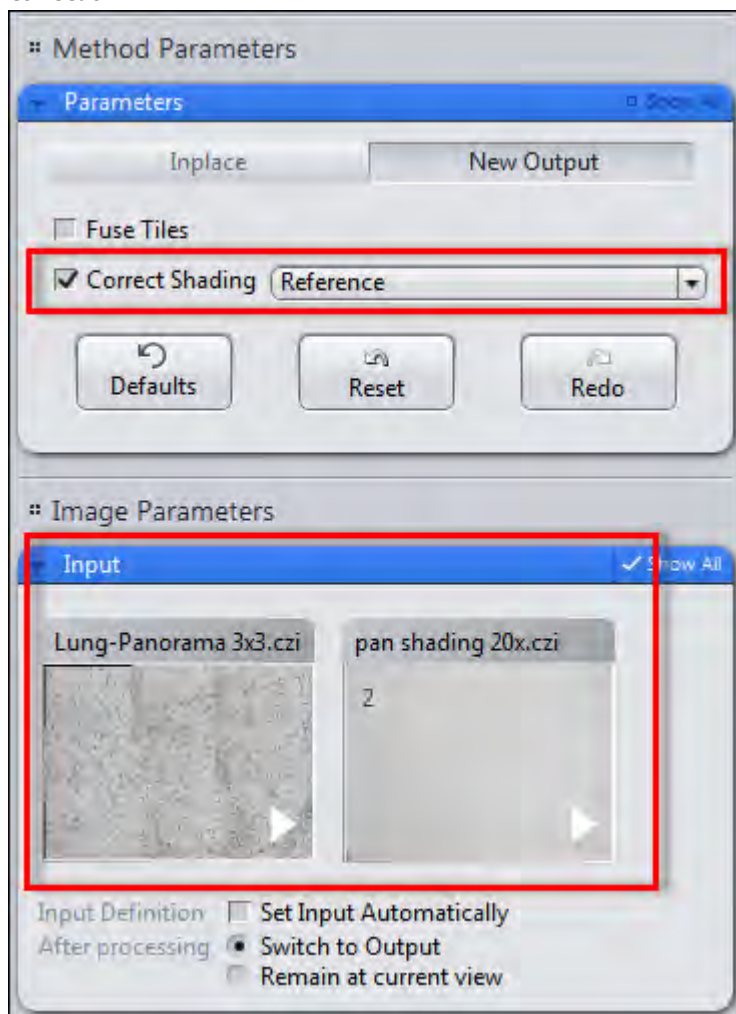 Method Parameters
Parameters Show All
Inplace New Output
Fuse Tiles
Correct Shading Reference
Defaults Reset Redo
Image Parameters
Input Show All
Lung-Panorama 3x3.czi pan shading 20x.czi
2
Input Definition Set Input Automatically
After processing Switch to Output
Remain at current view